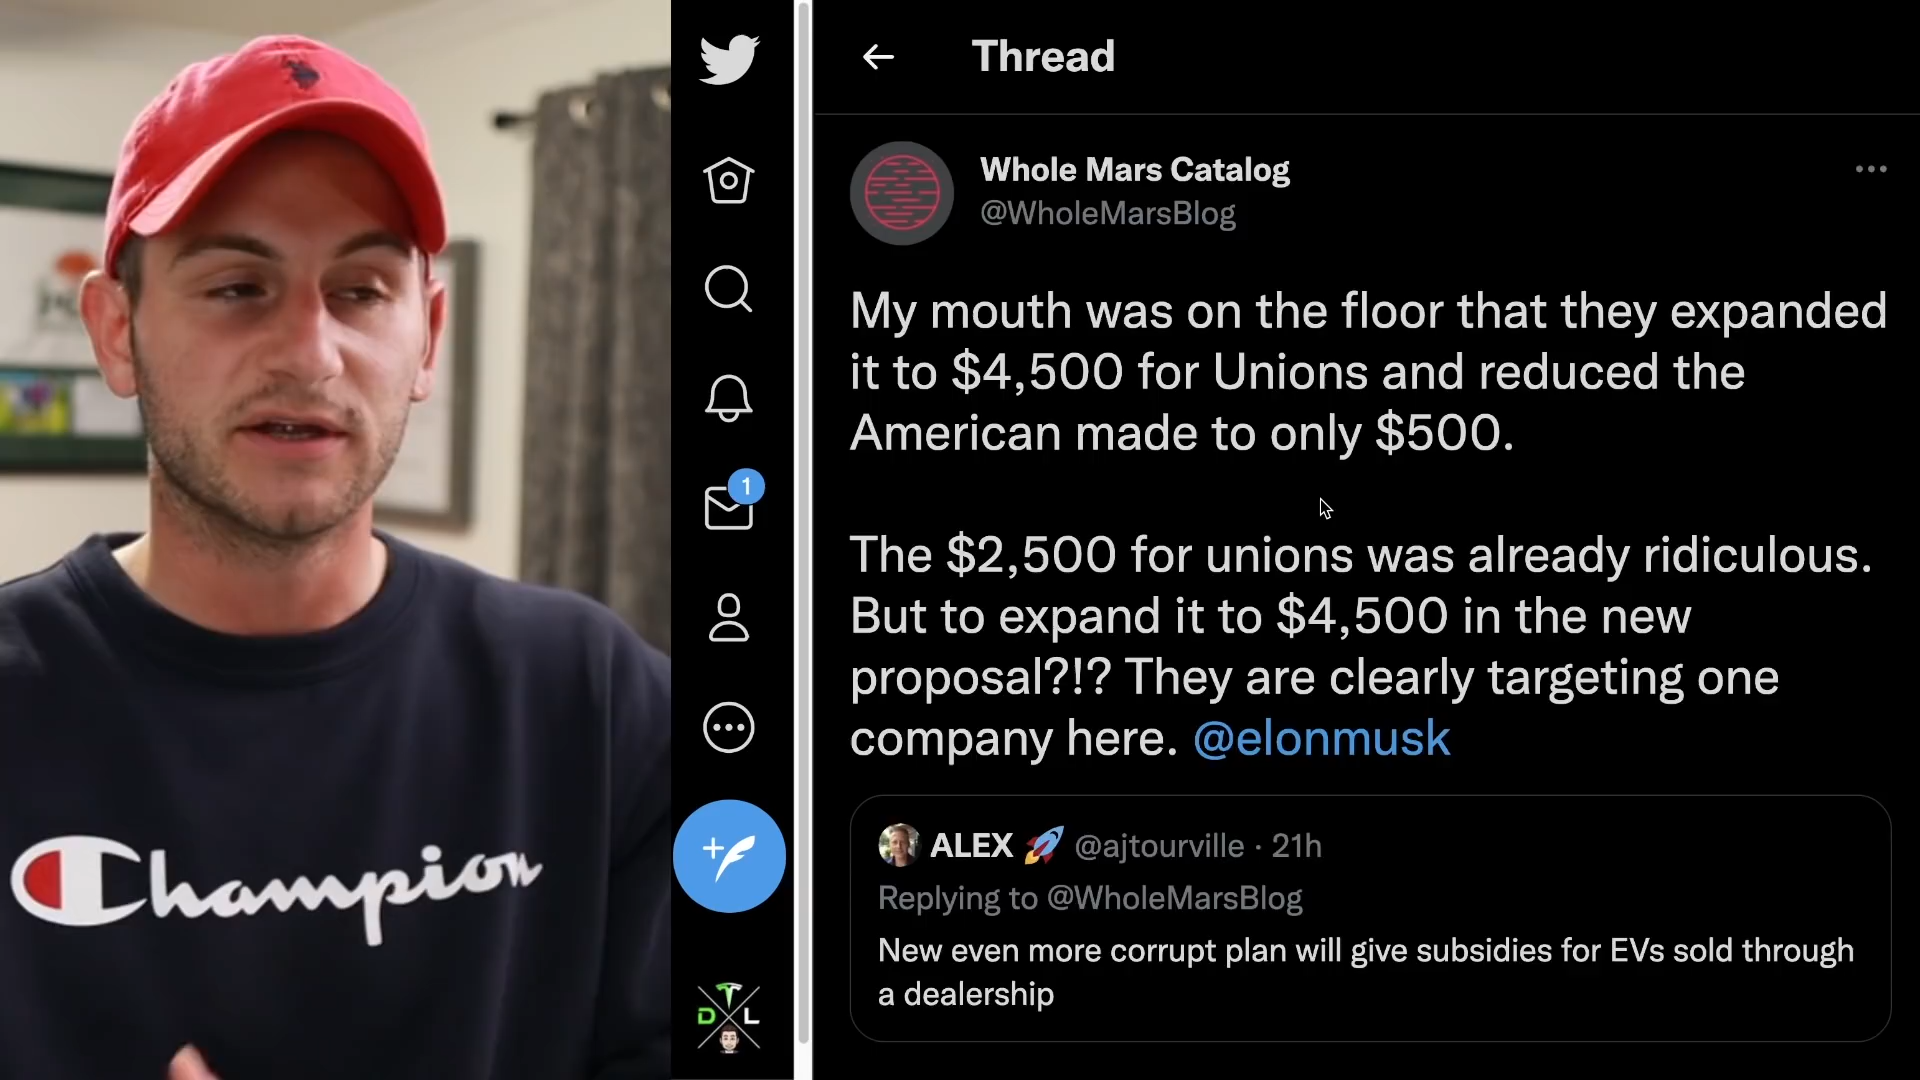 Thread
Whole Mars Catalog
@WholeMarsBlog
My mouth was on the floor that they expanded
it to $4,500 for Unions and reduced the
American made to only $500.
The $2,500 for unions was already ridiculous.
But to expand it to $4,500 in the new
proposal?!? They are clearly targeting one
company here. @elonmusk
ALEX 🚀 @ajtourville · 21h
Replying to @WholeMarsBlog
New even more corrupt plan will give subsidies for EVs sold through
a dealership
1
D L
Champion